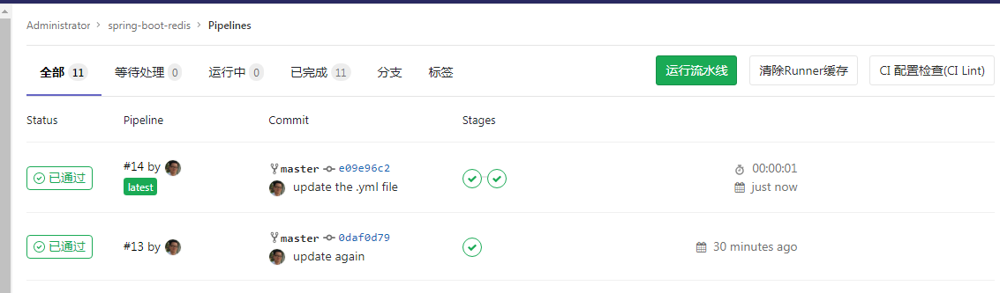 Administrator > spring-boot-redis > Pipelines
全部 11 等待处理 0 运行中 0 已完成 11 分支 标签 运行流水线 清除Runner缓存 CI 配置检查(CI Lint)
Status Pipeline Commit Stages
已通过 #14 by master e09e96c2 00:00:01
latest update the .yml file just now
已通过 #13 by master 0daf0d79 30 minutes ago
update again